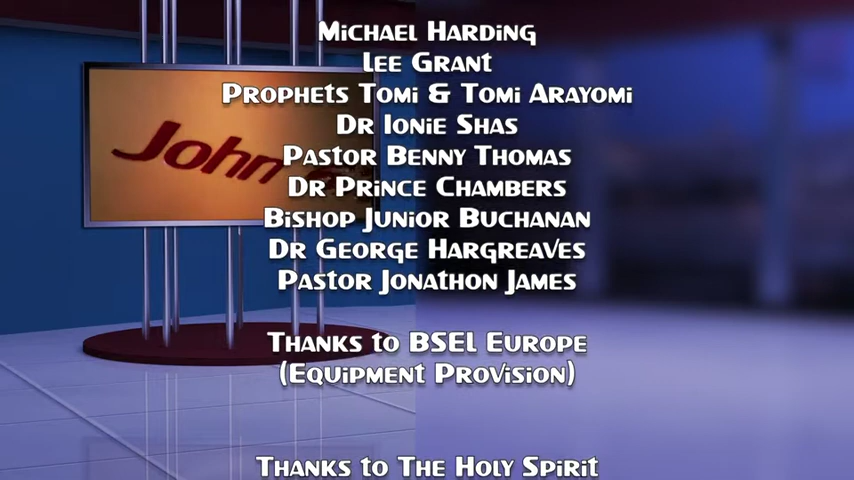 Michael Harding
Lee Grant
Prophets Tomi & Tomi Arayomi
Dr Ionie Shas
Pastor Benny Thomas
Dr Prince Chambers
Bishop Junior Buchanan
Dr George Hargreaves
Pastor Jonathon James
Thanks to BSEL Europe
(Equipment Provision)
Thanks to The Holy Spirit
John